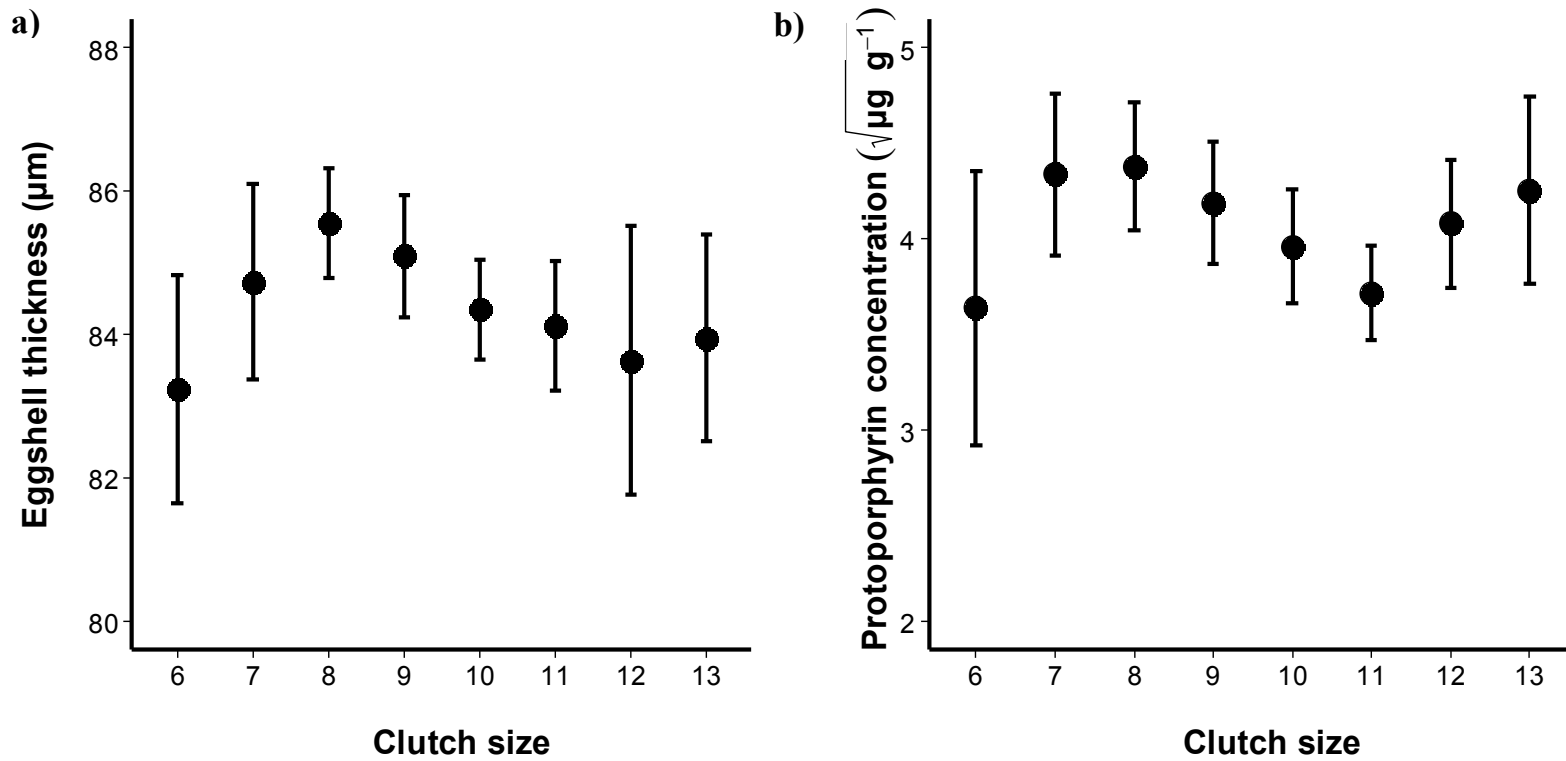 a)
Eggshell thickness (µm)
88
86
84
82
80
6 7 8 9 10 11 12 13
Clutch size
b)
Protoporphyrin concentration (√µg g⁻¹)
5
4
3
2
6 7 8 9 10 11 12 13
Clutch size